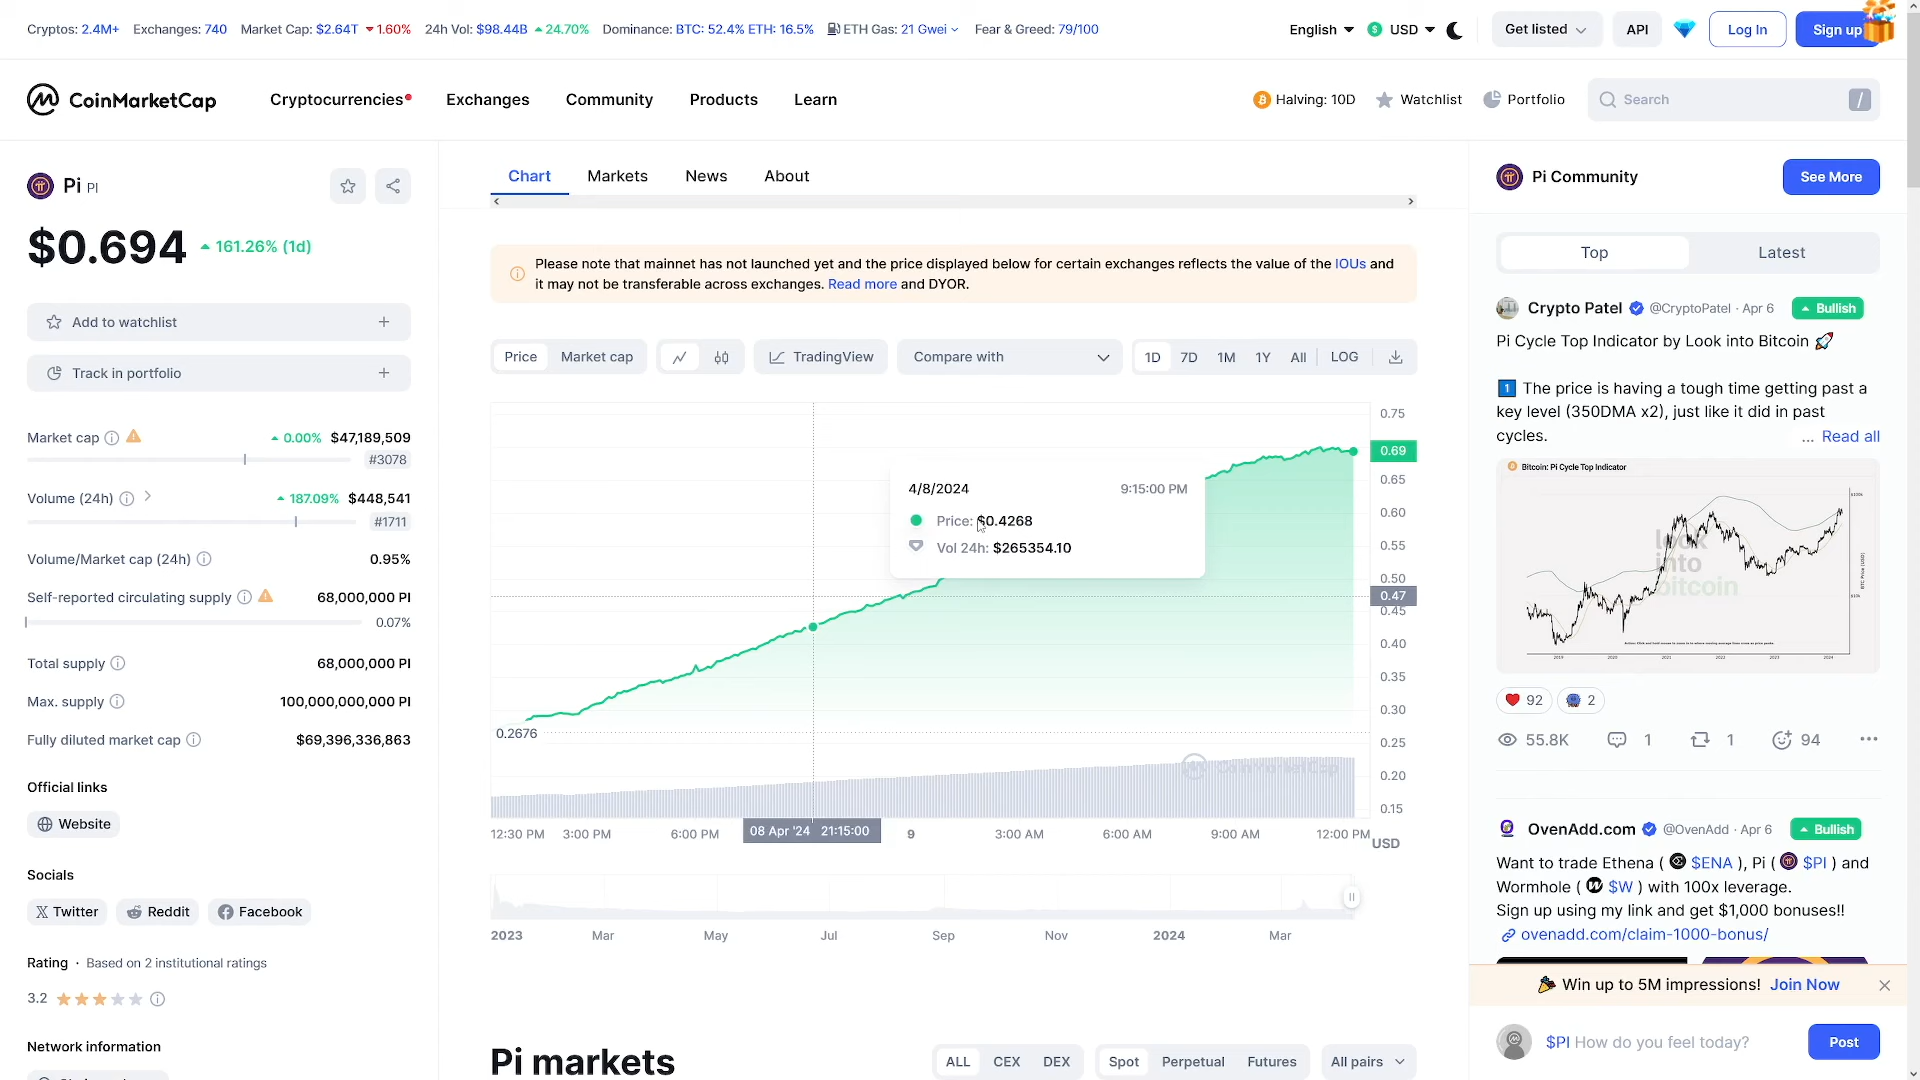 Cryptos: 2.4M+ Exchanges: 740 Market Cap: $2.64T 1.60% 24h Vol: $98.44B 24.70% Dominance: BTC: 52.4% ETH: 16.5% ETH Gas: 21 Gwei Fear & Greed: 79/100
English USD Get listed API Log In Sign up
CoinMarketCap Cryptocurrencies Exchanges Community Products Learn
Halving: 10D Watchlist Portfolio Search /
Pi PI
$0.694 161.26% (1d)
Add to watchlist +
Track in portfolio +
Market cap 0.00% $47,189,509
#3078
Volume (24h) 187.09% $448,541
#1711
Volume/Market cap (24h) 0.95%
Self-reported circulating supply 68,000,000 PI
0.07%
Total supply 68,000,000 PI
Max. supply 100,000,000,000 PI
Fully diluted market cap $69,396,336,863
Official links
Website
Socials
Twitter Reddit Facebook
Rating · Based on 2 institutional ratings
3.2
Network information
Chart Markets News About
Please note that mainnet has not launched yet and the price displayed below for certain exchanges reflects the value of the IOUs and
it may not be transferable across exchanges. Read more and DYOR.
Price Market cap TradingView Compare with 1D 7D 1M 1Y All LOG
4/8/2024 9:15:00 PM
Price: $0.4268
Vol 24h: $265354.10
0.75
0.69
0.65
0.60
0.55
0.50
0.47
0.45
0.40
0.35
0.30
0.25
0.20
0.15
0.2676
CoinMarketCap
12:30 PM 3:00 PM 6:00 PM 08 Apr '24 21:15:00 9 3:00 AM 6:00 AM 9:00 AM 12:00 PM
USD
2023 Mar May Jul Sep Nov 2024 Mar
Pi markets ALL CEX DEX Spot Perpetual Futures All pairs
Pi Community See More
Top Latest
Crypto Patel @CryptoPatel · Apr 6 Bullish
Pi Cycle Top Indicator by Look into Bitcoin 🚀
1 The price is having a tough time getting past a
key level (350DMA x2), just like it did in past
cycles. ... Read all
Bitcoin: Pi Cycle Top Indicator
look
into
bitcoin
2019 2020 2021 2022 2023 2024
92 2
55.8K 1 1 94
OvenAdd.com @OvenAdd · Apr 6 Bullish
Want to trade Ethena ( $ENA ), Pi ( $PI ) and
Wormhole ( $W ) with 100x leverage.
Sign up using my link and get $1,000 bonuses!!
ovenadd.com/claim-1000-bonus/
Win up to 5M impressions! Join Now
$PI How do you feel today? Post